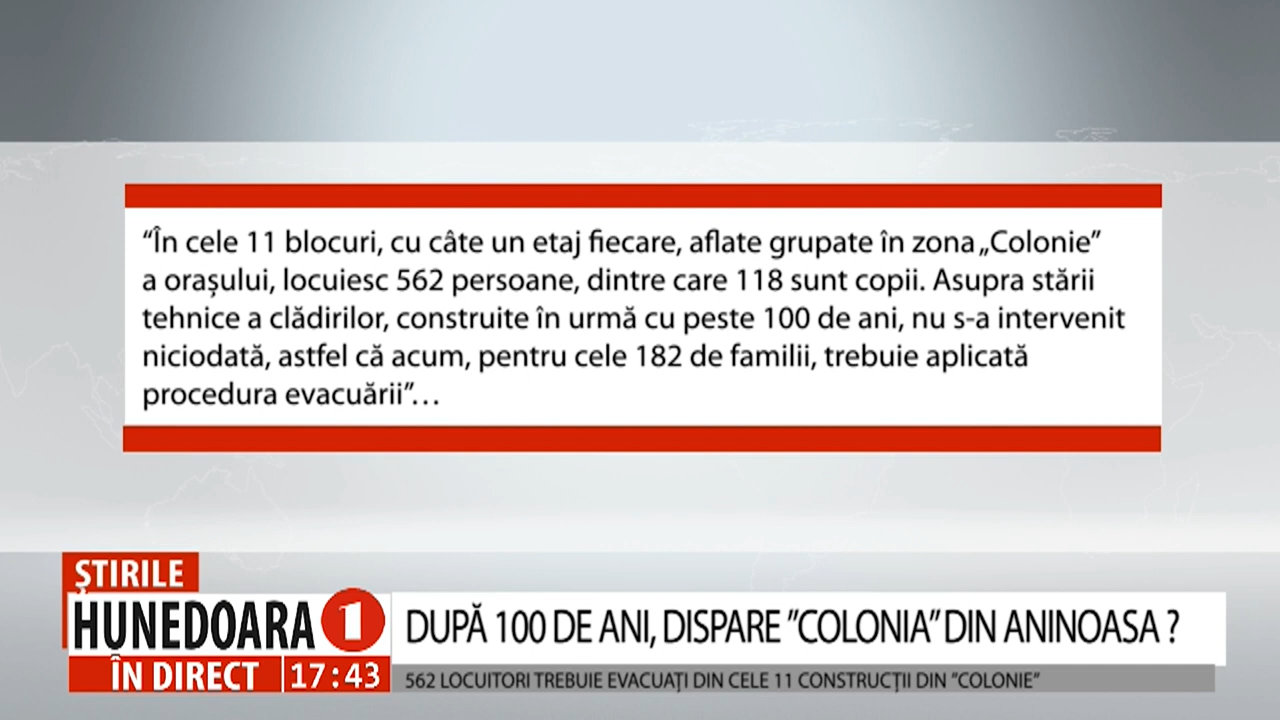 “În cele 11 blocuri, cu câte un etaj fiecare, aflate grupate în zona „Colonie”
a orașului, locuiesc 562 persoane, dintre care 118 sunt copii. Asupra stării
tehnice a clădirilor, construite în urmă cu peste 100 de ani, nu s-a intervenit
niciodată, astfel că acum, pentru cele 182 de familii, trebuie aplicată
procedura evacuării”...
ŞTIRILE
HUNEDOARA 1
ÎN DIRECT 17:43
DUPĂ 100 DE ANI, DISPARE ”COLONIA” DIN ANINOASA ?
562 LOCUITORI TREBUIE EVACUAŢI DIN CELE 11 CONSTRUCŢII DIN ”COLONIE”